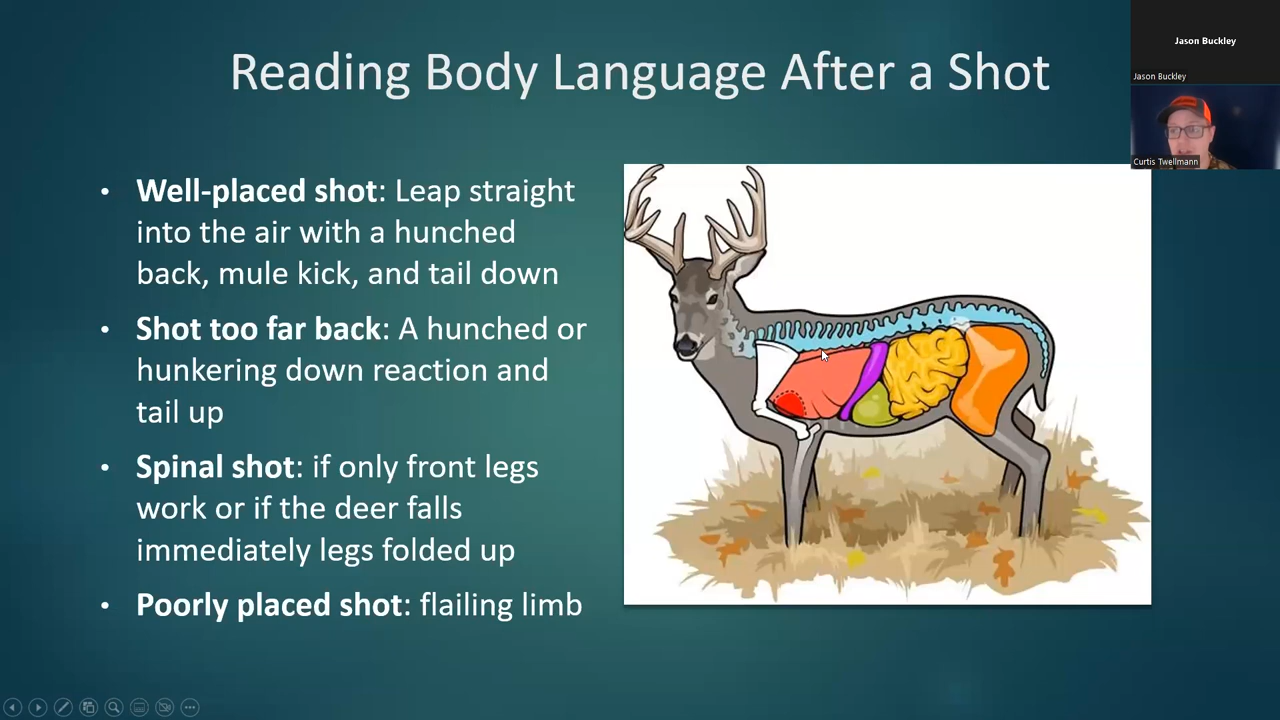 Reading Body Language After a Shot
Jason Buckley
Jason Buckley
Curtis Twellmann
• Well-placed shot: Leap straight
into the air with a hunched
back, mule kick, and tail down
• Shot too far back: A hunched or
hunkering down reaction and
tail up
• Spinal shot: if only front legs
work or if the deer falls
immediately legs folded up
• Poorly placed shot: flailing limb